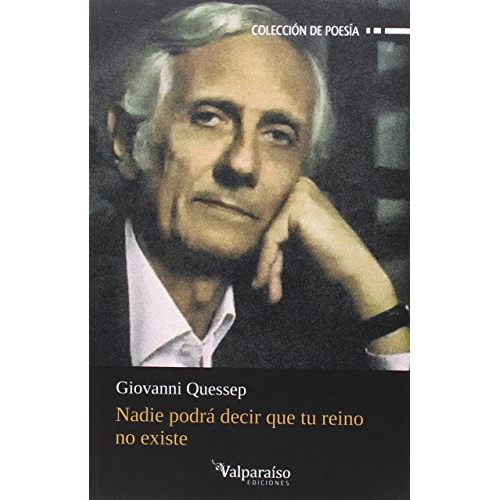 COLECCIÓN DE POESÍA
Giovanni Quessep
Nadie podrá decir que tu reino
no existe
Valparaíso
EDICIONES